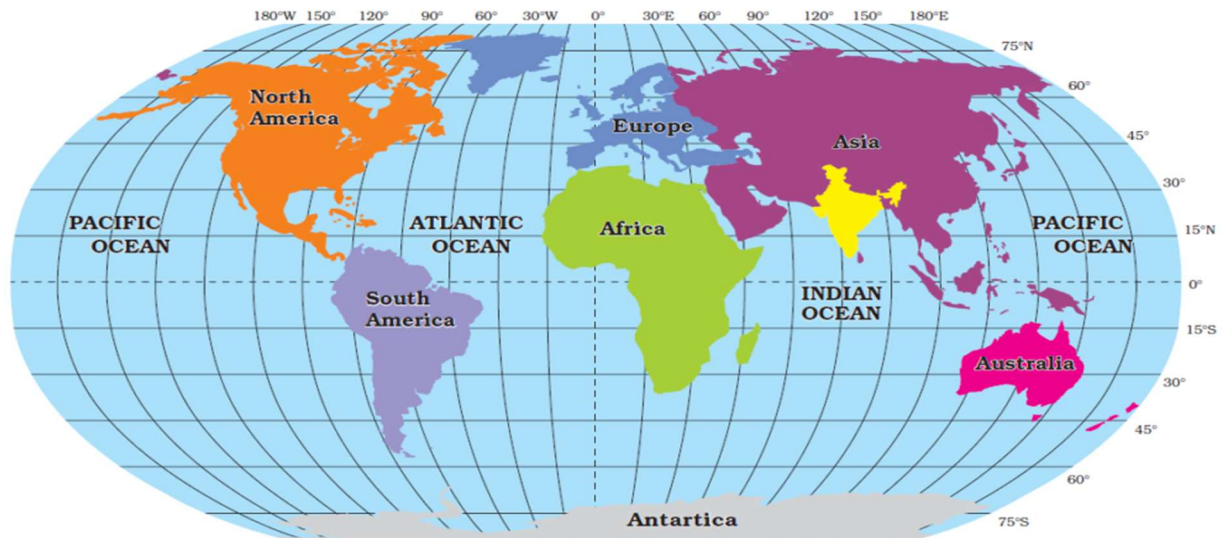 180°W 150° 120° 90° 60° 30°W 0° 30°E 60° 90° 120° 150° 180°E
75°N
60°
North
America
Europe
45°
Asia
30°
PACIFIC
OCEAN
ATLANTIC
OCEAN
Africa
PACIFIC
OCEAN
15°N
0°
INDIAN
OCEAN
South
America
15°S
Australia
30°
45°
60°
Antartica
75°S